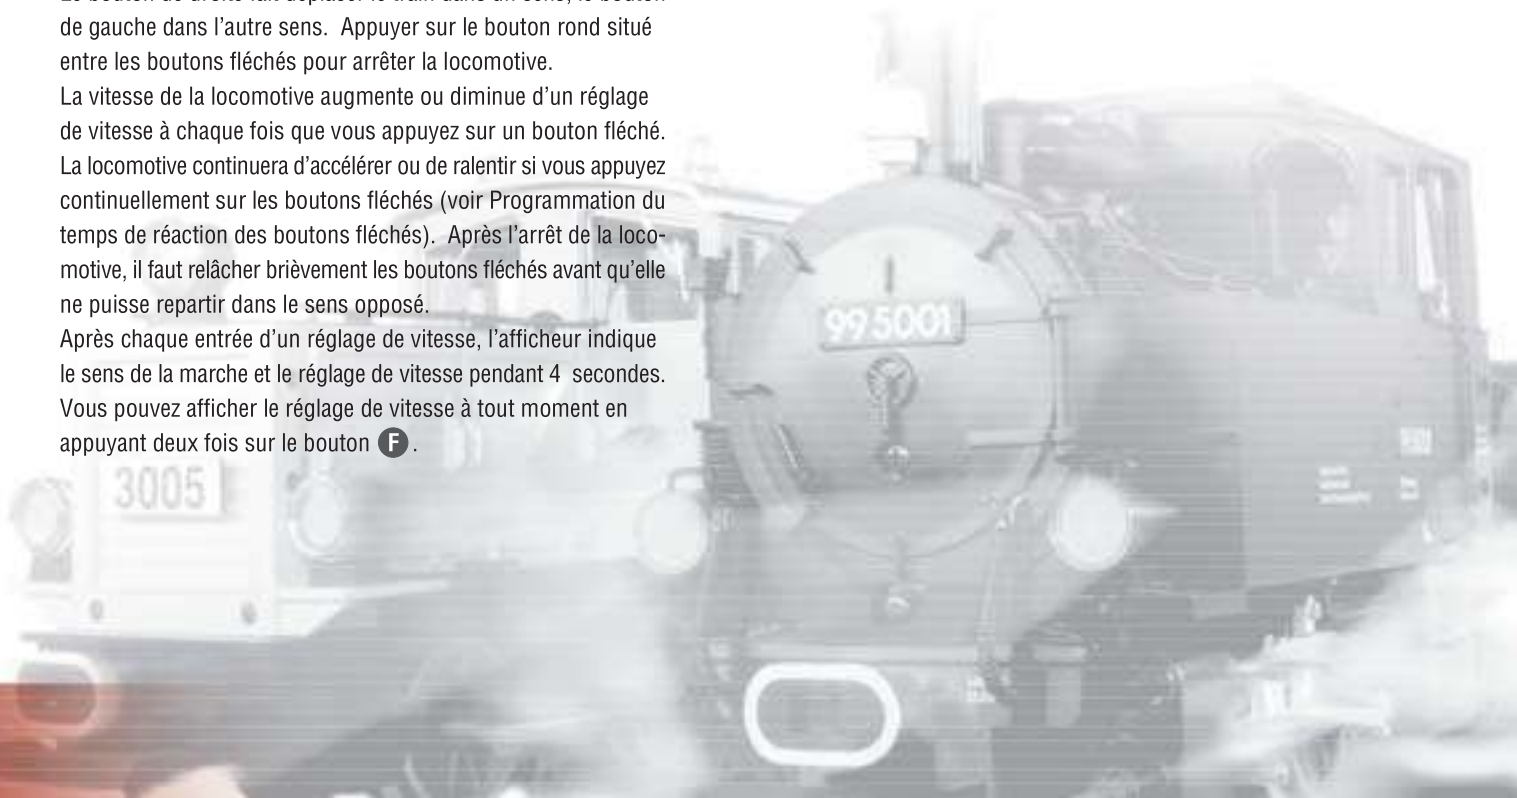 de gauche dans l’autre sens.  Appuyer sur le bouton rond situé
entre les boutons fléchés pour arrêter la locomotive.
La vitesse de la locomotive augmente ou diminue d’un réglage
de vitesse à chaque fois que vous appuyez sur un bouton fléché.
La locomotive continuera d’accélérer ou de ralentir si vous appuyez
continuellement sur les boutons fléchés (voir Programmation du
temps de réaction des boutons fléchés).  Après l’arrêt de la loco-
motive, il faut relâcher brièvement les boutons fléchés avant qu’elle
ne puisse repartir dans le sens opposé.
Après chaque entrée d’un réglage de vitesse, l’afficheur indique
le sens de la marche et le réglage de vitesse pendant 4  secondes.
Vous pouvez afficher le réglage de vitesse à tout moment en
appuyant deux fois sur le bouton F .
99 5001
3005